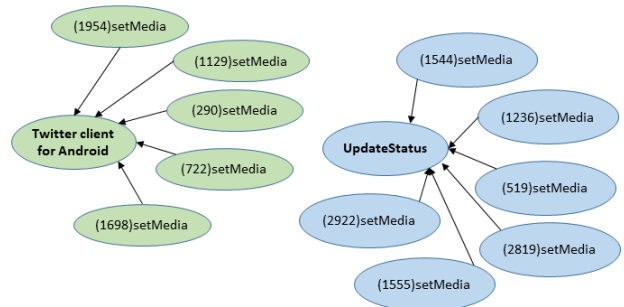 (1954)setMedia
(1129)setMedia
(290)setMedia
Twitter client
for Android
(722)setMedia
(1698)setMedia
(1544)setMedia
(1236)setMedia
UpdateStatus
(519)setMedia
(2922)setMedia
(2819)setMedia
(1555)setMedia